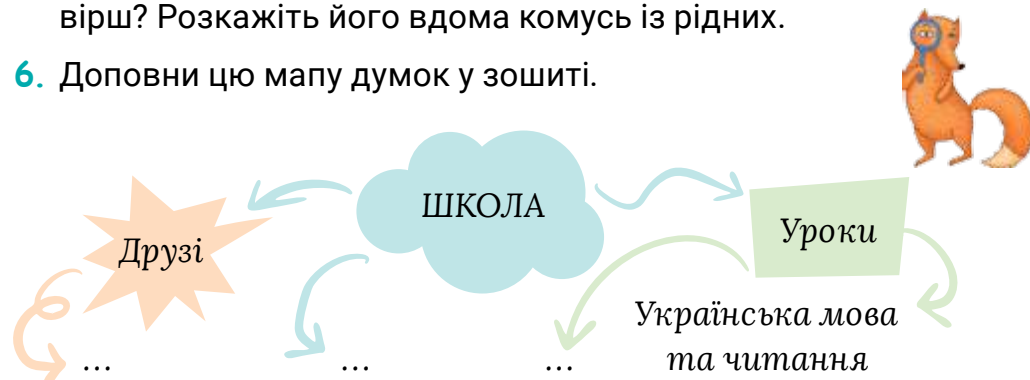 вірш? Розкажіть його вдома комусь із рідних.
6. Доповни цю мапу думок у зошиті.
ШКОЛА
Друзі
Уроки
Українська мова
та читання
... ... ...